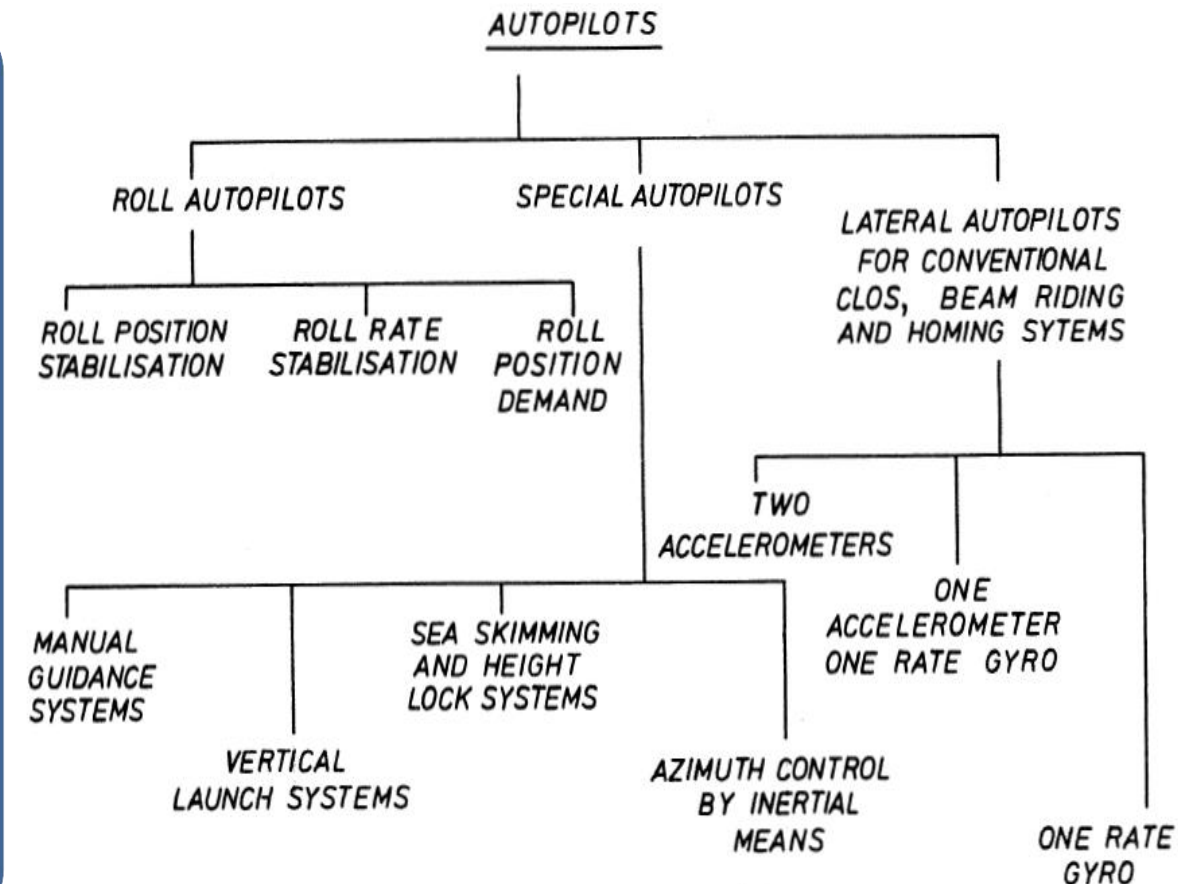 AUTOPILOTS
ROLL AUTOPILOTS
SPECIAL AUTOPILOTS
LATERAL AUTOPILOTS
FOR CONVENTIONAL
CLOS, BEAM RIDING
AND HOMING SYTEMS
ROLL POSITION
STABILISATION
ROLL RATE
STABILISATION
ROLL
POSITION
DEMAND
TWO
ACCELEROMETERS
ONE
ACCELEROMETER
ONE RATE GYRO
MANUAL
GUIDANCE
SYSTEMS
SEA SKIMMING
AND HEIGHT
LOCK SYSTEMS
VERTICAL
LAUNCH SYSTEMS
AZIMUTH CONTROL
BY INERTIAL
MEANS
ONE RATE
GYRO